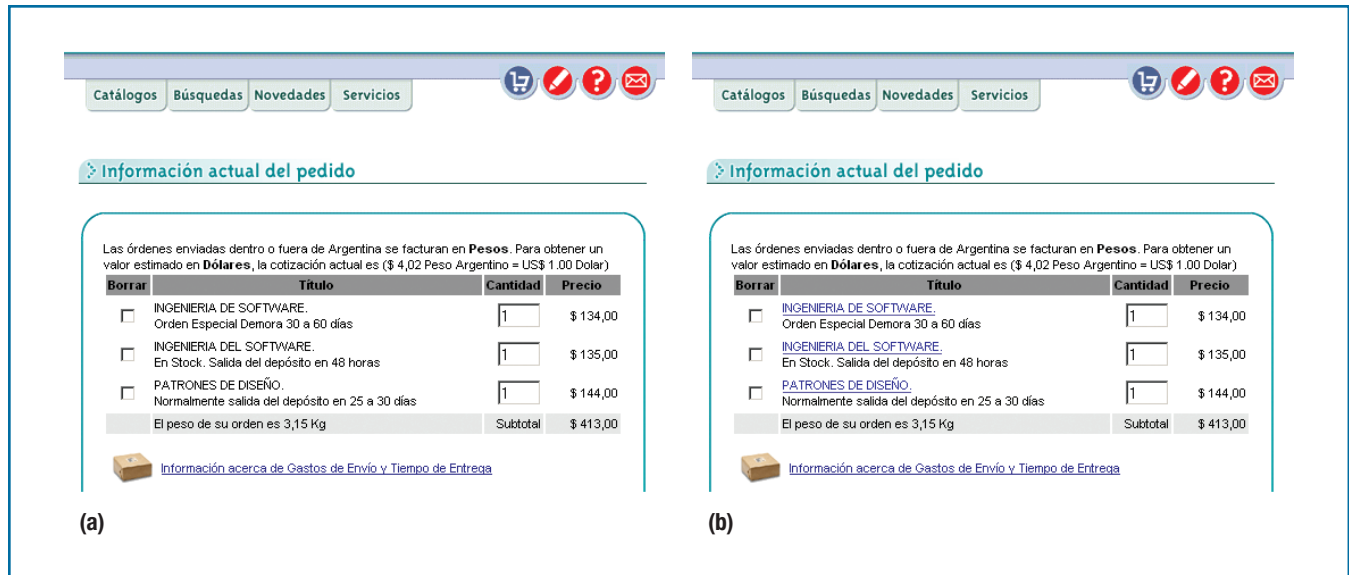 Catálogos Búsquedas Novedades Servicios
Información actual del pedido
Las órdenes enviadas dentro o fuera de Argentina se facturan en Pesos. Para obtener un
valor estimado en Dólares, la cotización actual es ($ 4,02 Peso Argentino = US$ 1.00 Dolar)
Borrar Título Cantidad Precio
INGENIERIA DE SOFTWARE.
Orden Especial Demora 30 a 60 días
1 $ 134,00
INGENIERIA DEL SOFTWARE.
En Stock. Salida del depósito en 48 horas
1 $ 135,00
PATRONES DE DISEÑO.
Normalmente salida del depósito en 25 a 30 días
1 $ 144,00
El peso de su orden es 3,15 Kg Subtotal $ 413,00
Información acerca de Gastos de Envío y Tiempo de Entrega
(a)
Catálogos Búsquedas Novedades Servicios
Información actual del pedido
Las órdenes enviadas dentro o fuera de Argentina se facturan en Pesos. Para obtener un
valor estimado en Dólares, la cotización actual es ($ 4,02 Peso Argentino = US$ 1.00 Dolar)
Borrar Título Cantidad Precio
INGENIERIA DE SOFTWARE.
Orden Especial Demora 30 a 60 días
1 $ 134,00
INGENIERIA DEL SOFTWARE.
En Stock. Salida del depósito en 48 horas
1 $ 135,00
PATRONES DE DISEÑO.
Normalmente salida del depósito en 25 a 30 días
1 $ 144,00
El peso de su orden es 3,15 Kg Subtotal $ 413,00
Información acerca de Gastos de Envío y Tiempo de Entrega
(b)